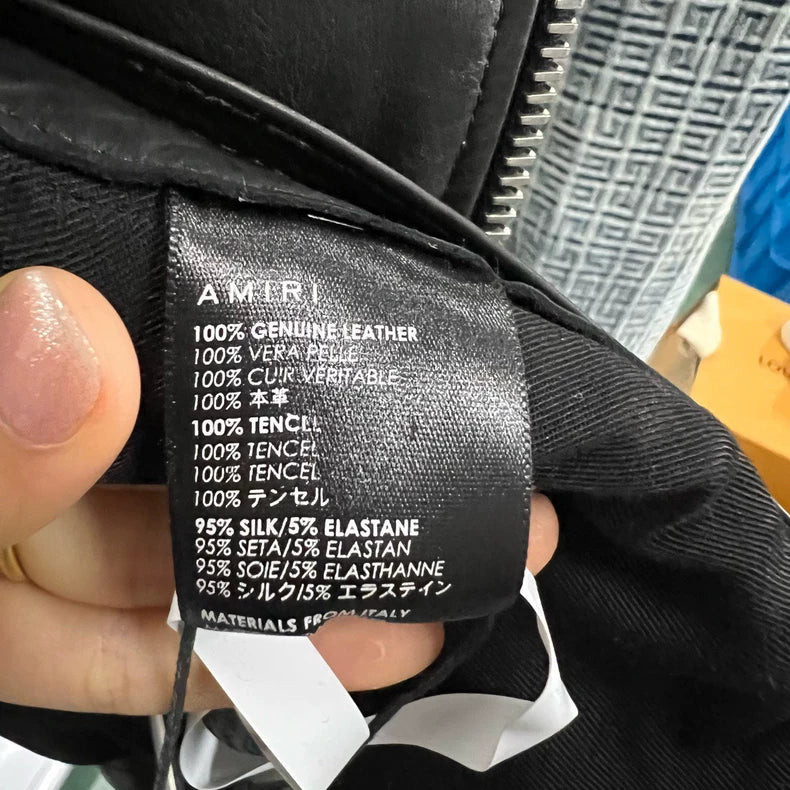 AMIRI
100% GENUINE LEATHER
100% VERA PELLE
100% CUIR VERITABLE
100% 本革
100% TENCEL
100% TENCEL
100% TENCEL
100% テンセル
95% SILK/5% ELASTANE
95% SETA/5% ELASTAN
95% SOIE/5% ELASTHANNE
95% シルク/5% エラステイン
MATERIALS FROM ITALY